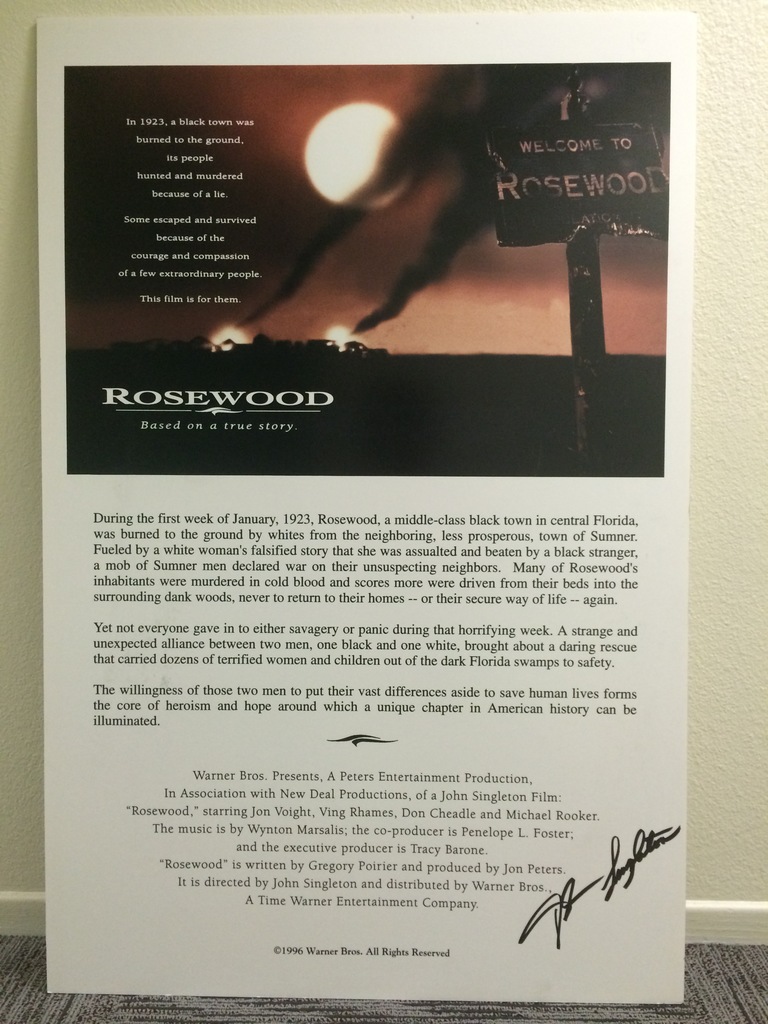 In 1923, a black town was
burned to the ground,
its people
hunted and murdered
because of a lie.
Some escaped and survived
because of the
courage and compassion
of a few extraordinary people.
This film is for them.
WELCOME TO
ROSEWOOD
ROSEWOOD
Based on a true story.
During the first week of January, 1923, Rosewood, a middle-class black town in central Florida,
was burned to the ground by whites from the neighboring, less prosperous, town of Sumner.
Fueled by a white woman's falsified story that she was assualted and beaten by a black stranger,
a mob of Sumner men declared war on their unsuspecting neighbors. Many of Rosewood's
inhabitants were murdered in cold blood and scores more were driven from their beds into the
surrounding dank woods, never to return to their homes -- or their secure way of life -- again.
Yet not everyone gave in to either savagery or panic during that horrifying week. A strange and
unexpected alliance between two men, one black and one white, brought about a daring rescue
that carried dozens of terrified women and children out of the dark Florida swamps to safety.
The willingness of those two men to put their vast differences aside to save human lives forms
the core of heroism and hope around which a unique chapter in American history can be
illuminated.
Warner Bros. Presents, A Peters Entertainment Production,
In Association with New Deal Productions, of a John Singleton Film:
"Rosewood," starring Jon Voight, Ving Rhames, Don Cheadle and Michael Rooker.
The music is by Wynton Marsalis; the co-producer is Penelope L. Foster;
and the executive producer is Tracy Barone.
"Rosewood" is written by Gregory Poirier and produced by Jon Peters.
It is directed by John Singleton and distributed by Warner Bros.,
A Time Warner Entertainment Company.
John Singleton
©1996 Warner Bros. All Rights Reserved